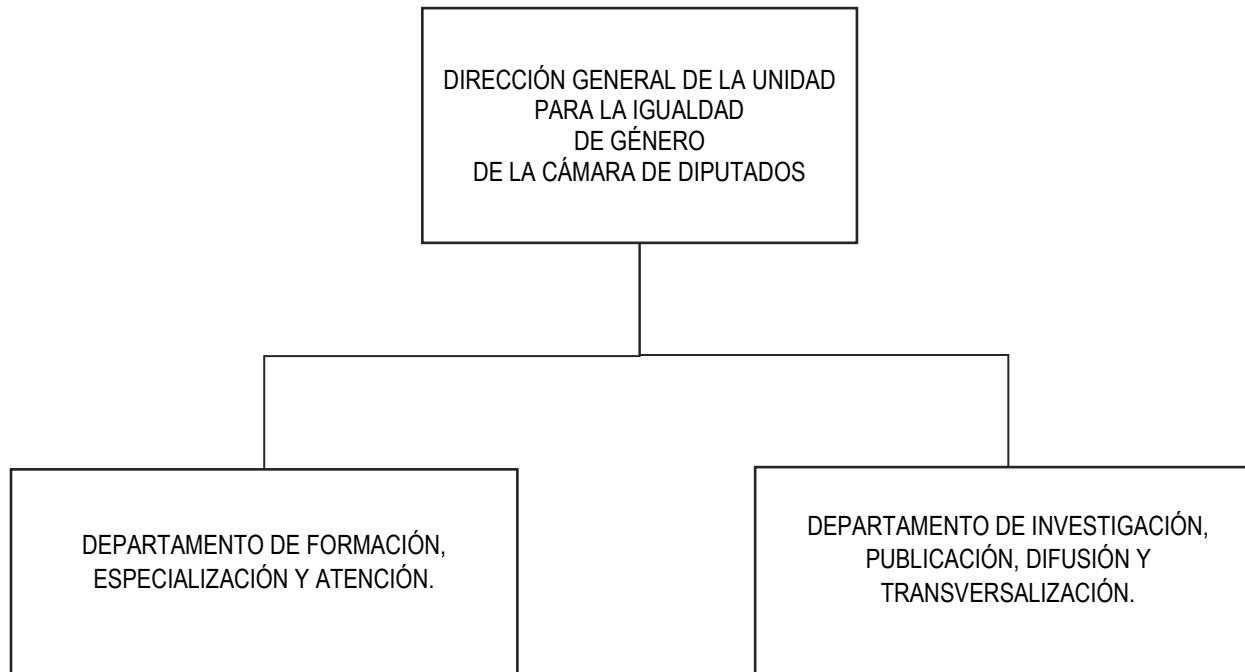 DIRECCIÓN GENERAL DE LA UNIDAD
PARA LA IGUALDAD
DE GÉNERO
DE LA CÁMARA DE DIPUTADOS
DEPARTAMENTO DE FORMACIÓN,
ESPECIALIZACIÓN Y ATENCIÓN.
DEPARTAMENTO DE INVESTIGACIÓN,
PUBLICACIÓN, DIFUSIÓN Y
TRANSVERSALIZACIÓN.